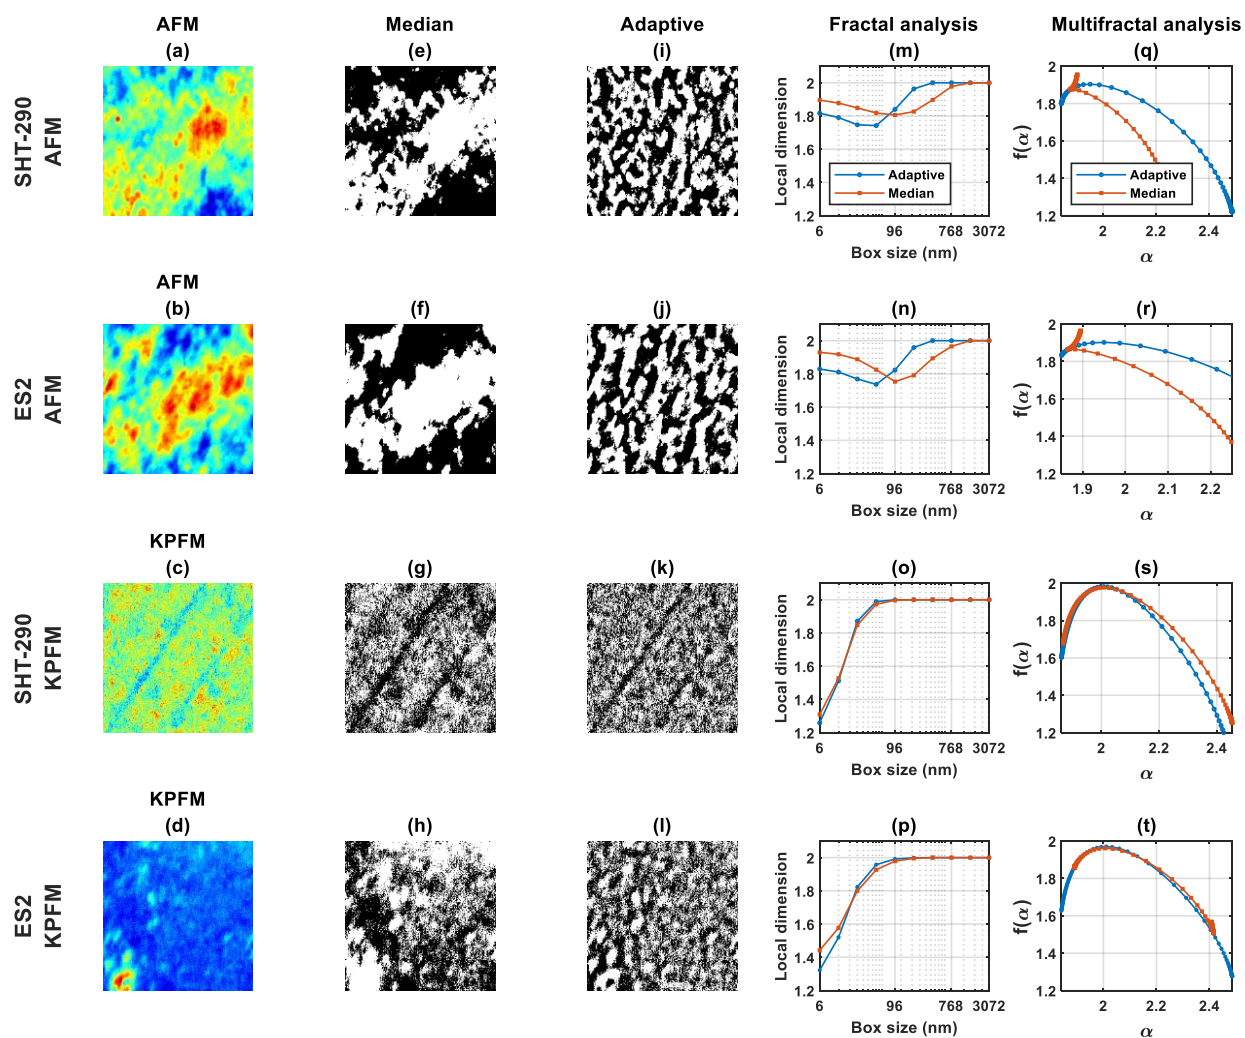 AFM Median Adaptive Fractal analysis Multifractal analysis
(a) (e) (i) (m) (q)
SHT-290
AFM
Local dimension
2
1.8
1.6
1.4
1.2
Adaptive
Median
6 96 768 3072
Box size (nm)
f(α)
2
1.8
1.6
1.4
1.2
Adaptive
Median
2 2.2 2.4
α
AFM
(b) (f) (j) (n) (r)
ES2
AFM
Local dimension
2
1.8
1.6
1.4
1.2
6 96 768 3072
Box size (nm)
f(α)
2
1.8
1.6
1.4
1.2
1.9 2 2.1 2.2
α
KPFM
(c) (g) (k) (o) (s)
SHT-290
KPFM
Local dimension
2
1.8
1.6
1.4
1.2
6 96 768 3072
Box size (nm)
f(α)
2
1.8
1.6
1.4
1.2
2 2.2 2.4
α
KPFM
(d) (h) (l) (p) (t)
ES2
KPFM
Local dimension
2
1.8
1.6
1.4
1.2
6 96 768 3072
Box size (nm)
f(α)
2
1.8
1.6
1.4
1.2
2 2.2 2.4
α